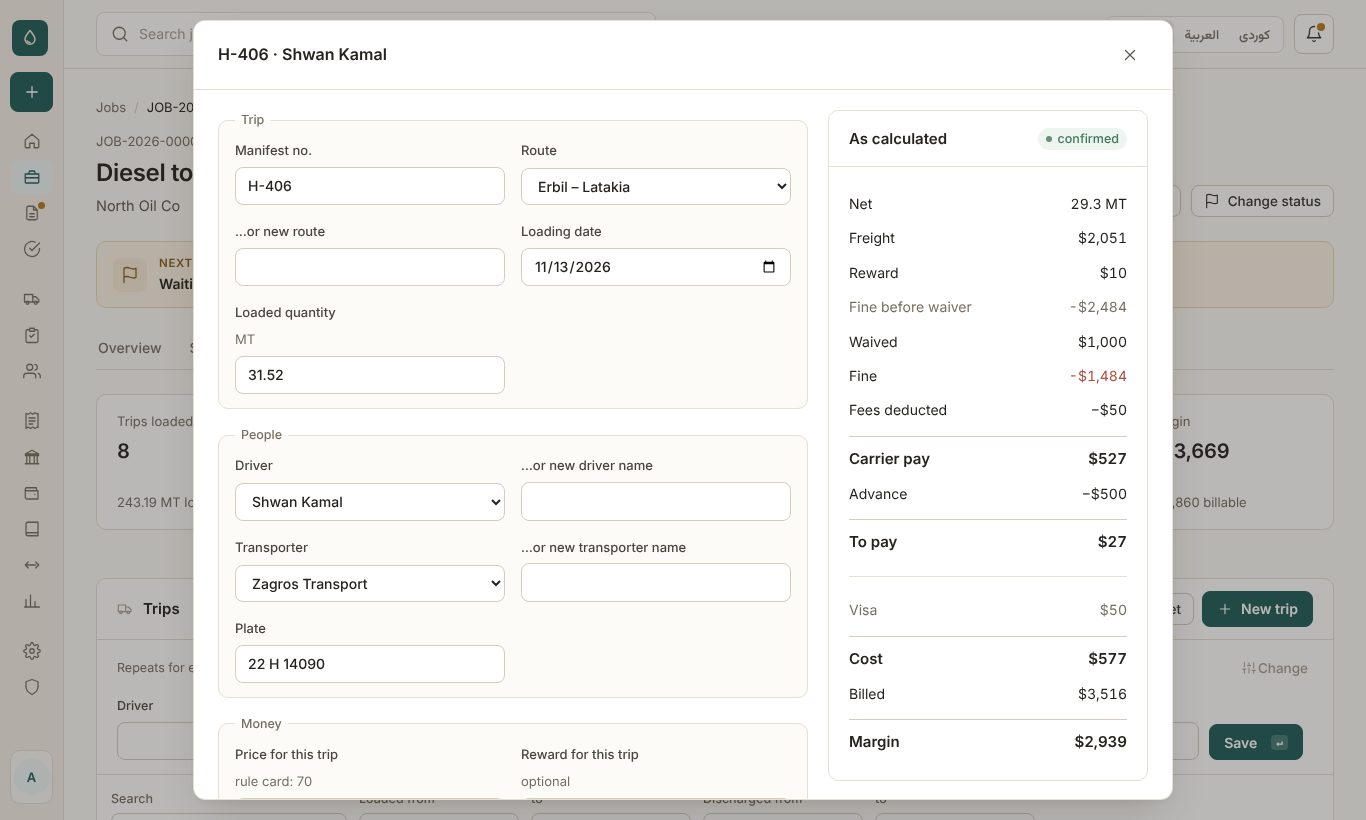 H-406 · Shwan Kamal
Search j
العربية
كوردی
Jobs / JOB-20
JOB-2026-0000
Diesel to
North Oil Co
Change status
NEXT
Waiti
Overview
Trips loaded
8
243.19 MT lo
gin
3,669
,860 billable
Trips
et
+ New trip
Repeats for e
Change
Driver
Save
Search
Loaded from
to
Discharged from
to
A
Trip
Manifest no.
H-406
Route
Erbil – Latakia
...or new route
Loading date
11/13/2026
Loaded quantity
MT
31.52
People
Driver
Shwan Kamal
...or new driver name
Transporter
Zagros Transport
...or new transporter name
Plate
22 H 14090
Money
Price for this trip
rule card: 70
Reward for this trip
optional
As calculated
confirmed
Net 29.3 MT
Freight $2,051
Reward $10
Fine before waiver -$2,484
Waived $1,000
Fine -$1,484
Fees deducted −$50
Carrier pay $527
Advance −$500
To pay $27
Visa $50
Cost $577
Billed $3,516
Margin $2,939